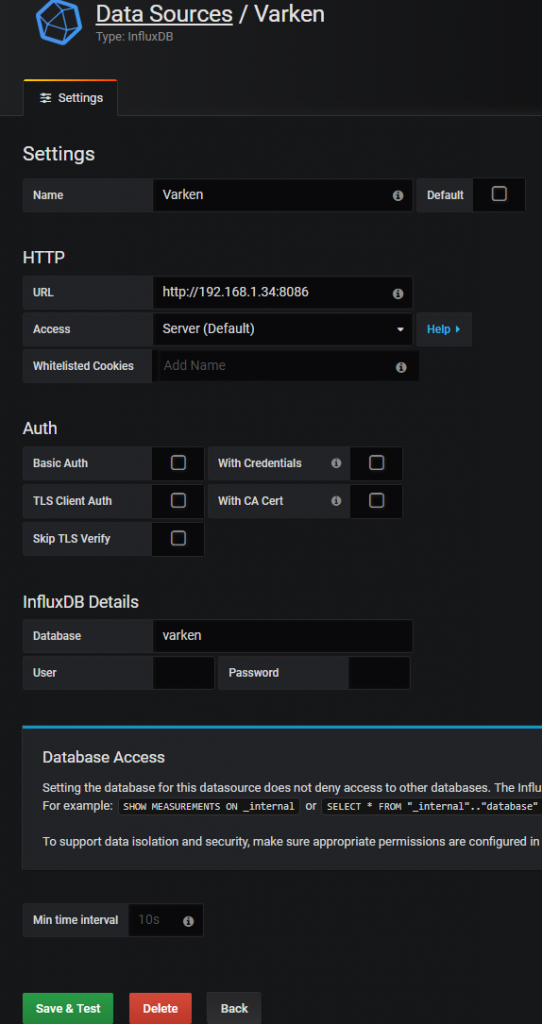 Data Sources / Varken
Type: InfluxDB
Settings
Settings
Name Varken Default
HTTP
URL http://192.168.1.34:8086
Access Server (Default) Help
Whitelisted Cookies Add Name
Auth
Basic Auth With Credentials
TLS Client Auth With CA Cert
Skip TLS Verify
InfluxDB Details
Database varken
User Password
Database Access
Setting the database for this datasource does not deny access to other databases. The Influ
For example: SHOW MEASUREMENTS ON _internal or SELECT * FROM "_internal".."database"
To support data isolation and security, make sure appropriate permissions are configured in
Min time interval 10s
Save & Test Delete Back